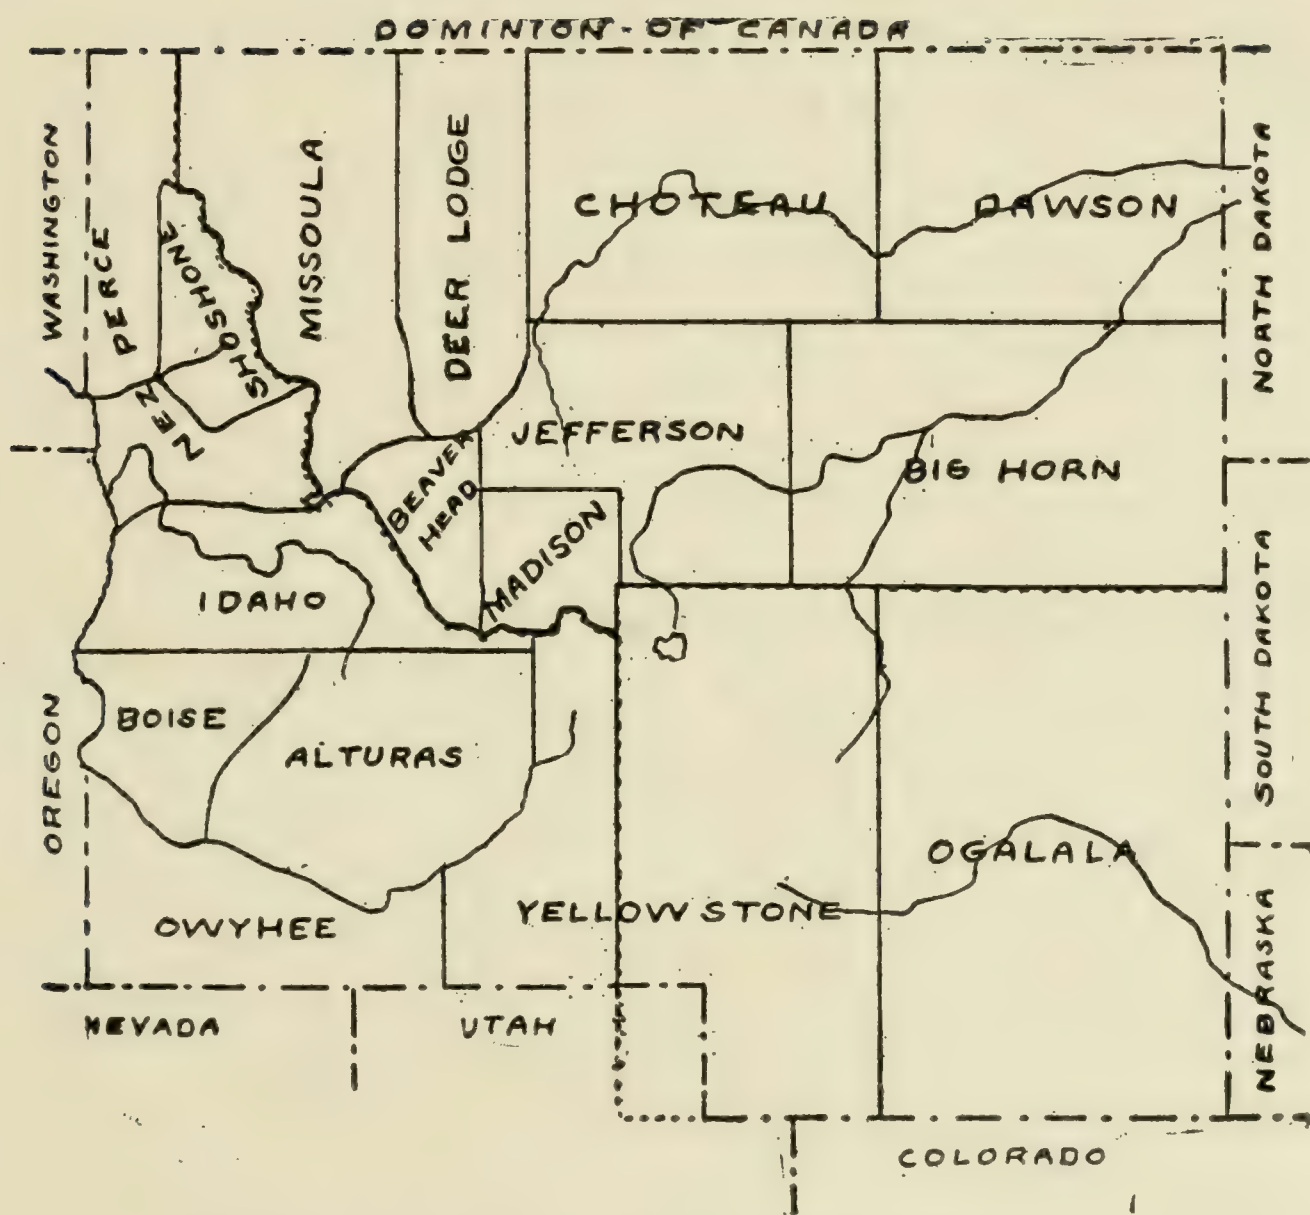 DOMINION-OF CANADA
WASHINGTON
NEZ PERCE
SHOSHONE
MISSOULA
DEER LODGE
CHOTEAU
DAWSON
NORTH DAKOTA
JEFFERSON
BEAVER
HEAD
MADISON
BIG HORN
IDAHO
SOUTH DAKOTA
OREGON
BOISE
ALTURAS
OGALALA
OWYHEE
YELLOWSTONE
NEBRASKA
NEVADA
UTAH
COLORADO